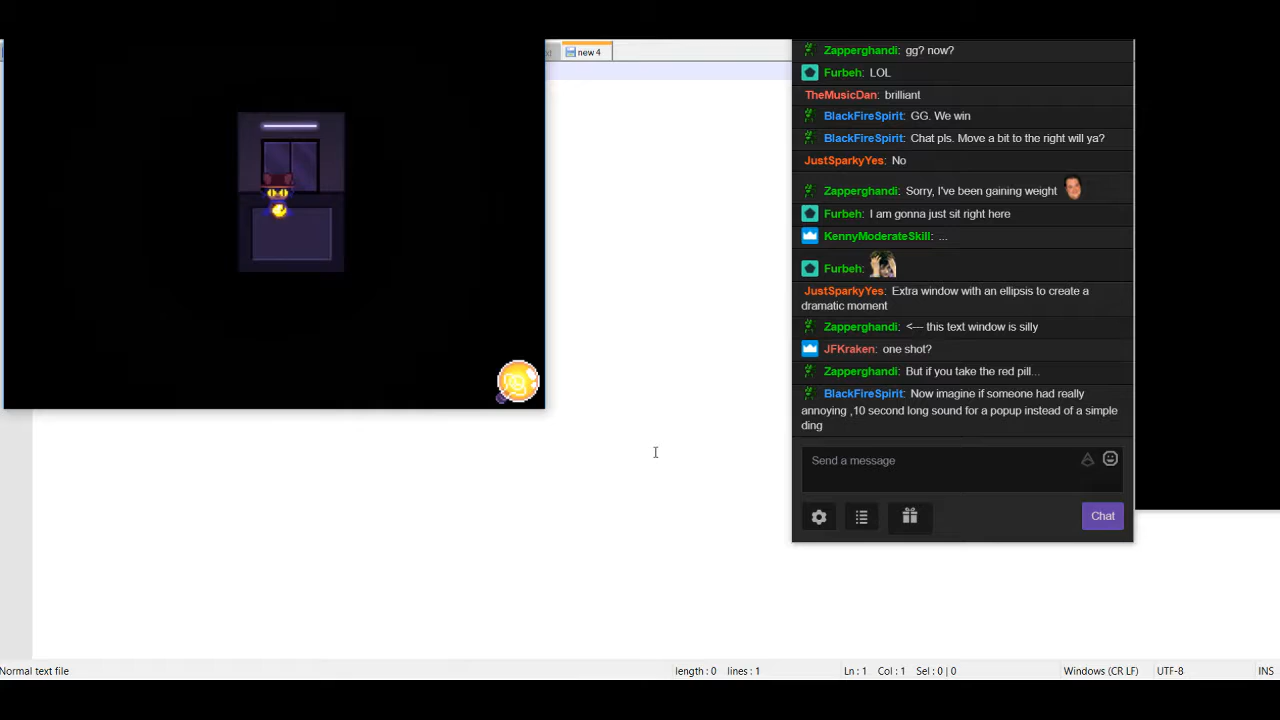 new 4
Zapperghandi: gg? now?
Furbeh: LOL
TheMusicDan: brilliant
BlackFireSpirit: GG. We win
BlackFireSpirit: Chat pls. Move a bit to the right will ya?
JustSparkyYes: No
Zapperghandi: Sorry, I've been gaining weight
Furbeh: I am gonna just sit right here
KennyModerateSkill: ...
Furbeh:
JustSparkyYes: Extra window with an ellipsis to create a
dramatic moment
Zapperghandi: <--- this text window is silly
JFKraken: one shot?
Zapperghandi: But if you take the red pill...
BlackFireSpirit: Now imagine if someone had really
annoying ,10 second long sound for a popup instead of a simple
ding
Send a message
Chat
Normal text file
length : 0 lines : 1
Ln : 1 Col : 1 Sel : 0 | 0
Windows (CR LF)
UTF-8
INS